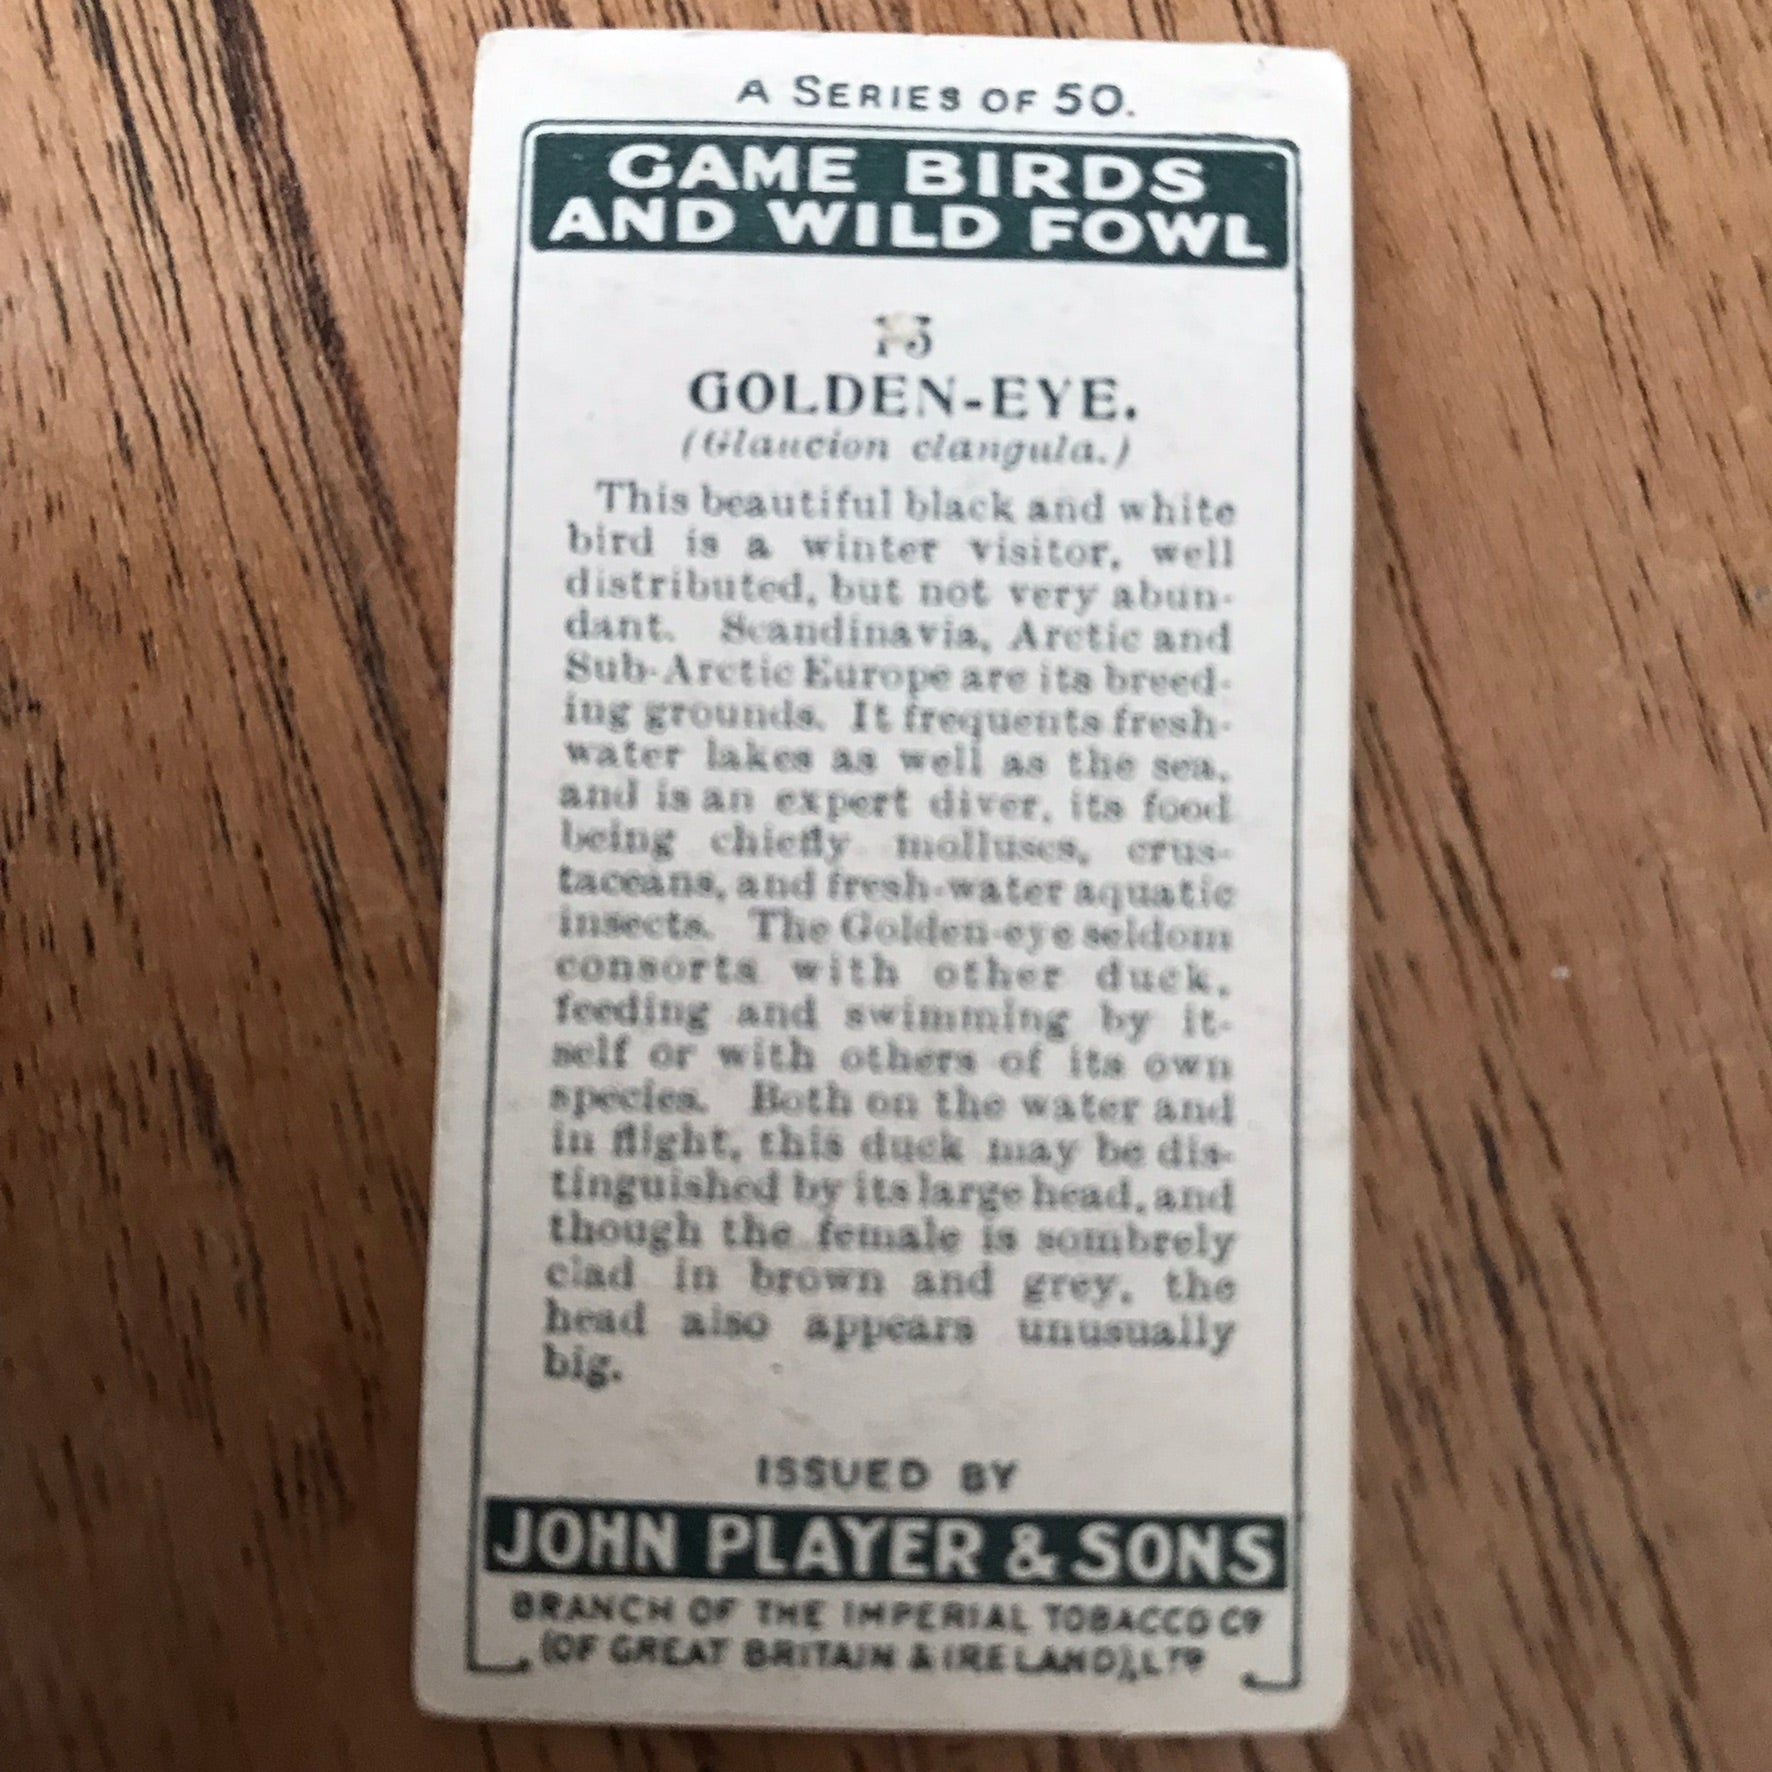 A SERIES OF 50.
GAME BIRDS
AND WILD FOWL
GOLDEN-EYE.
(Glaucion clangula.)
This beautiful black and white
bird is a winter visitor, well
distributed, but not very abun-
dant. Scandinavia, Arctic and
Sub-Arctic Europe are its breed-
ing grounds. It frequents fresh-
water lakes as well as the sea,
and is an expert diver, its food
being chiefly molluscs, crus-
taceans, and fresh-water aquatic
insects. The Golden-eye seldom
consorts with other duck,
feeding and swimming by it-
self or with others of its own
species. Both on the water and
in flight, this duck may be dis-
tinguished by its large head, and
though the female is sombrely
clad in brown and grey, the
head also appears unusually
big.
ISSUED BY
JOHN PLAYER & SONS
BRANCH OF THE IMPERIAL TOBACCO CO
(OF GREAT BRITAIN & IRELAND), LTD